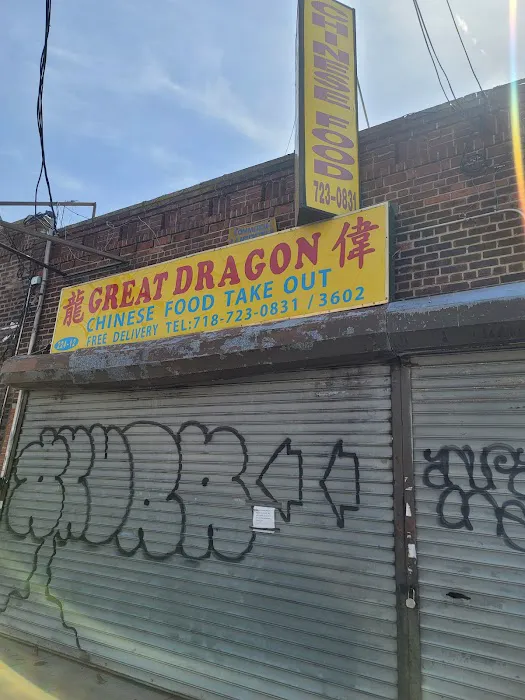 CHINESE FOOD
723-0831
龍 GREAT DRAGON 偉
CHINESE FOOD TAKE OUT
FREE DELIVERY TEL:718-723-0831/3602